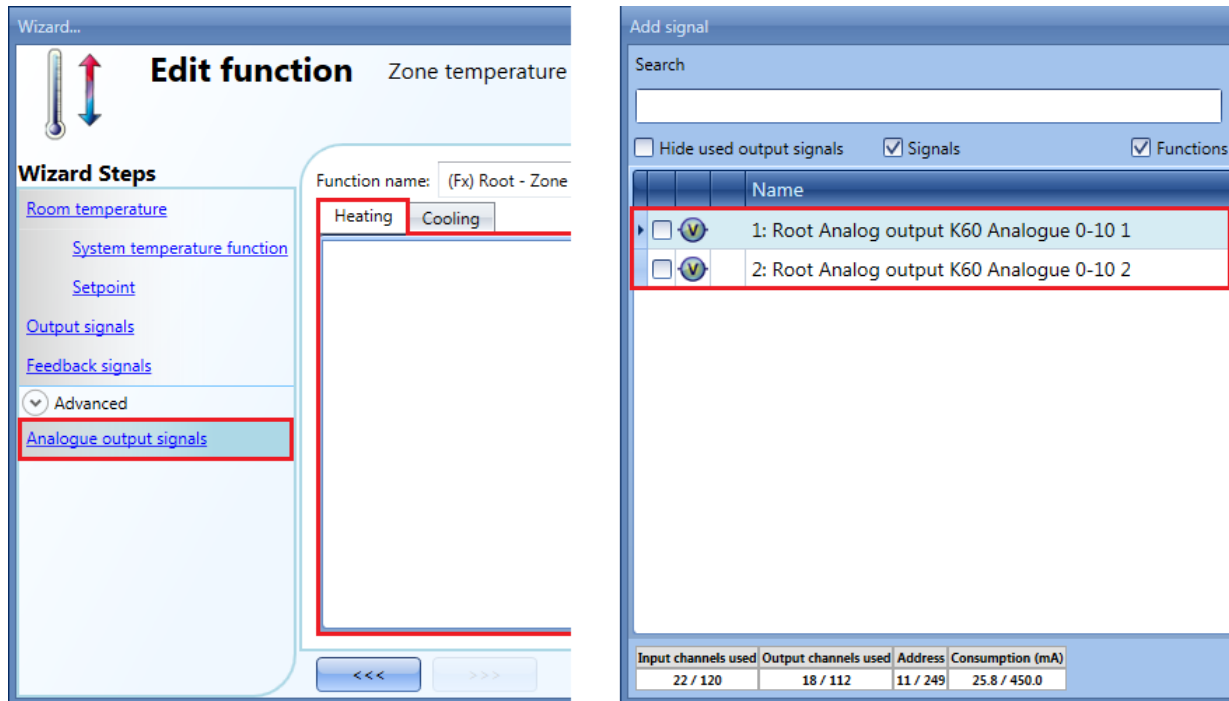 Wizard...
Edit function Zone temperature
Wizard Steps
Room temperature
System temperature function
Setpoint
Output signals
Feedback signals
Advanced
Analogue output signals
Function name: (Fx) Root - Zone
Heating Cooling
<<< >>>
Add signal
Search
Hide used output signals Signals Functions
Name
V 1: Root Analog output K60 Analogue 0-10 1
V 2: Root Analog output K60 Analogue 0-10 2
Input channels used Output channels used Address Consumption (mA)
22 / 120 18 / 112 11 / 249 25.8 / 450.0